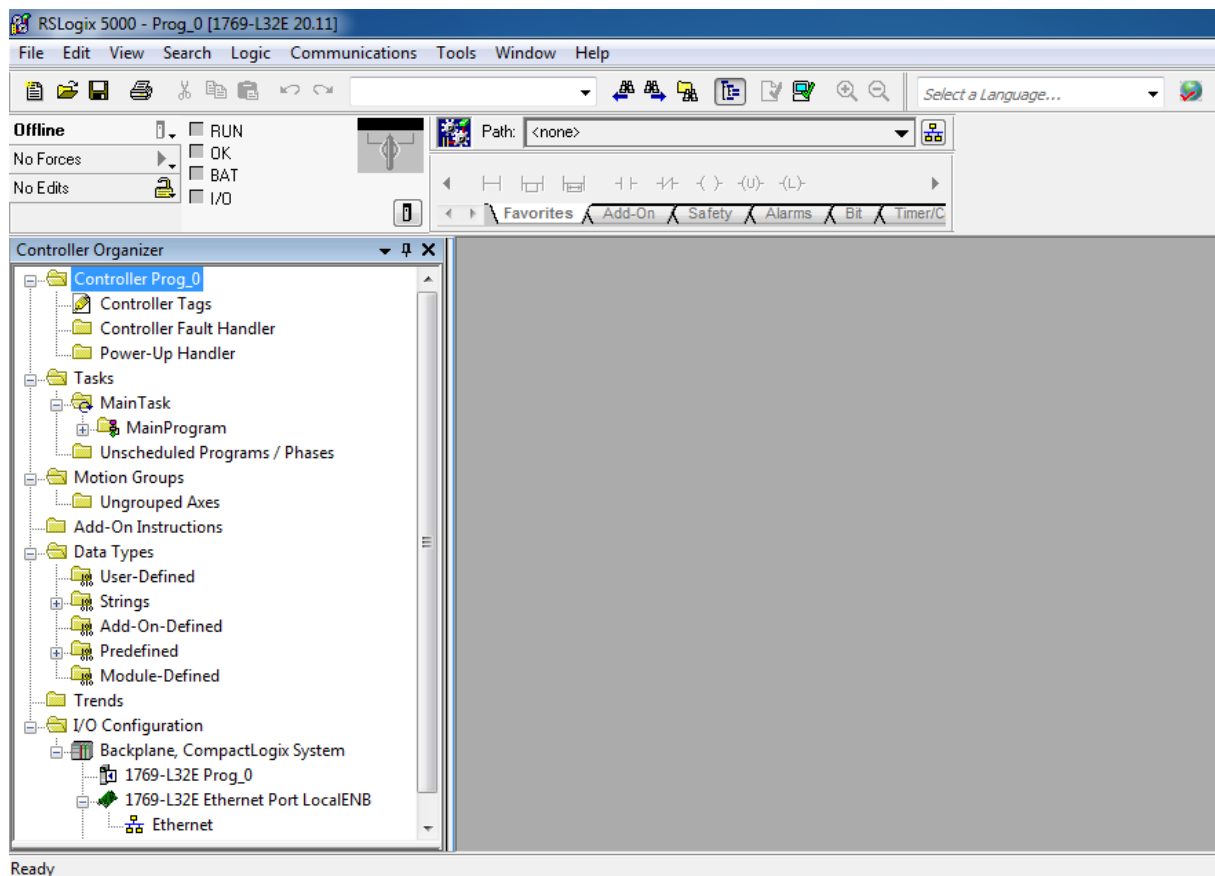 RSLogix 5000 - Prog_0 [1769-L32E 20.11]
File Edit View Search Logic Communications Tools Window Help
Select a Language...
Offline
RUN
No Forces
OK
No Edits
BAT
I/O
Path: <none>
Favorites Add-On Safety Alarms Bit Timer/C
Controller Organizer
Controller Prog_0
Controller Tags
Controller Fault Handler
Power-Up Handler
Tasks
MainTask
MainProgram
Unscheduled Programs / Phases
Motion Groups
Ungrouped Axes
Add-On Instructions
Data Types
User-Defined
Strings
Add-On-Defined
Predefined
Module-Defined
Trends
I/O Configuration
Backplane, CompactLogix System
1769-L32E Prog_0
1769-L32E Ethernet Port LocalENB
Ethernet
Ready